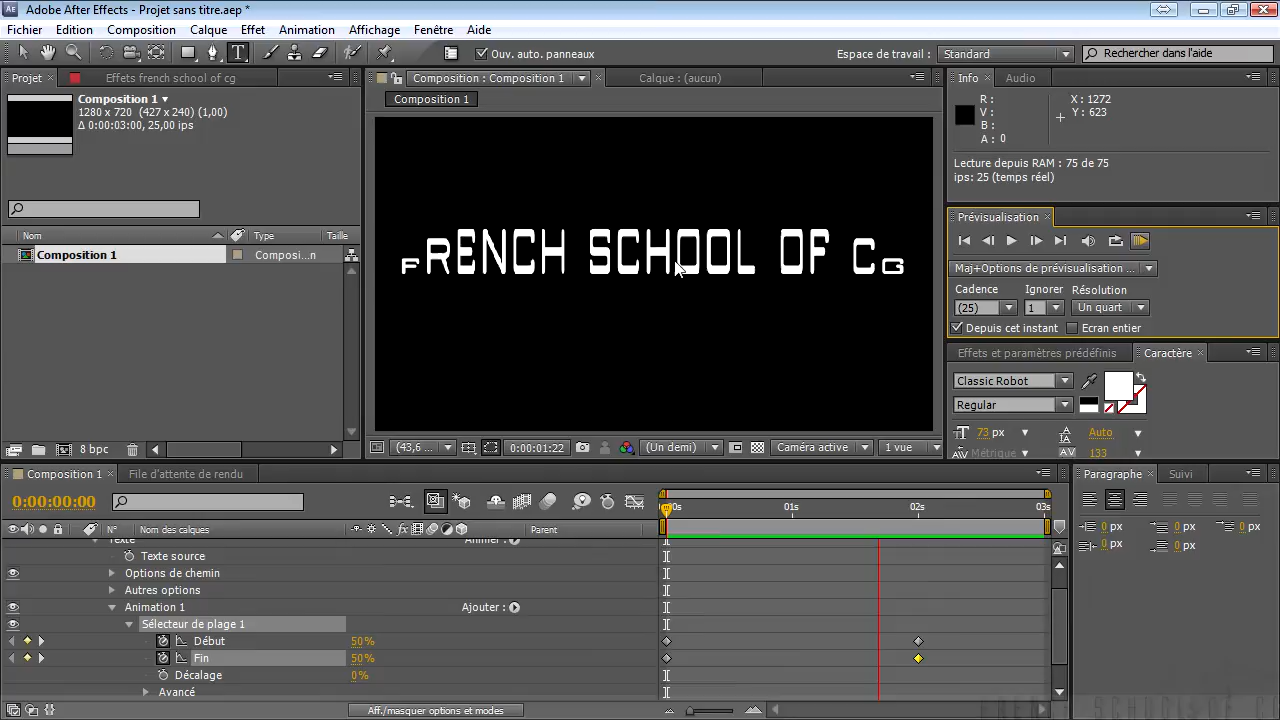 Adobe After Effects - Projet sans titre.aep *
Fichier Edition Composition Calque Effet Animation Affichage Fenêtre Aide
Ouv. auto. panneaux Espace de travail : Standard Rechercher dans l'aide
Projet Effets french school of cg
Composition : Composition 1 Calque : (aucun)
Info Audio
Composition 1
1280 x 720 (427 x 240) (1,00)
Δ 0:00:03:00, 25,00 ips
Composition 1
R :
V :
B :
A : 0
X : 1272
Y : 623
Lecture depuis RAM : 75 de 75
ips: 25 (temps réel)
Nom Type Taille
Composition 1 Composi...n
FRENCH SCHOOL OF CG
Prévisualisation
Maj+Options de prévisualisation ...
Cadence Ignorer Résolution
(25) 1 Un quart
Depuis cet instant Ecran entier
Effets et paramètres prédéfinis Caractère
Classic Robot
Regular
73 px Auto
Métrique 133
8 bpc
(43,6 ... 0:00:01:22 (Un demi) Caméra active 1 vue
Composition 1 File d'attente de rendu
Paragraphe Suivi
0:00:00:00
00s 01s 02s 03s
N° Nom des calques Parent
0 px 0 px 0 px
0 px 0 px
Texte Animer :
Texte source
Options de chemin
Autres options
Animation 1 Ajouter :
Sélecteur de plage 1
Début 50 %
Fin 50 %
Décalage 0 %
Avancé
Aff./masquer options et modes